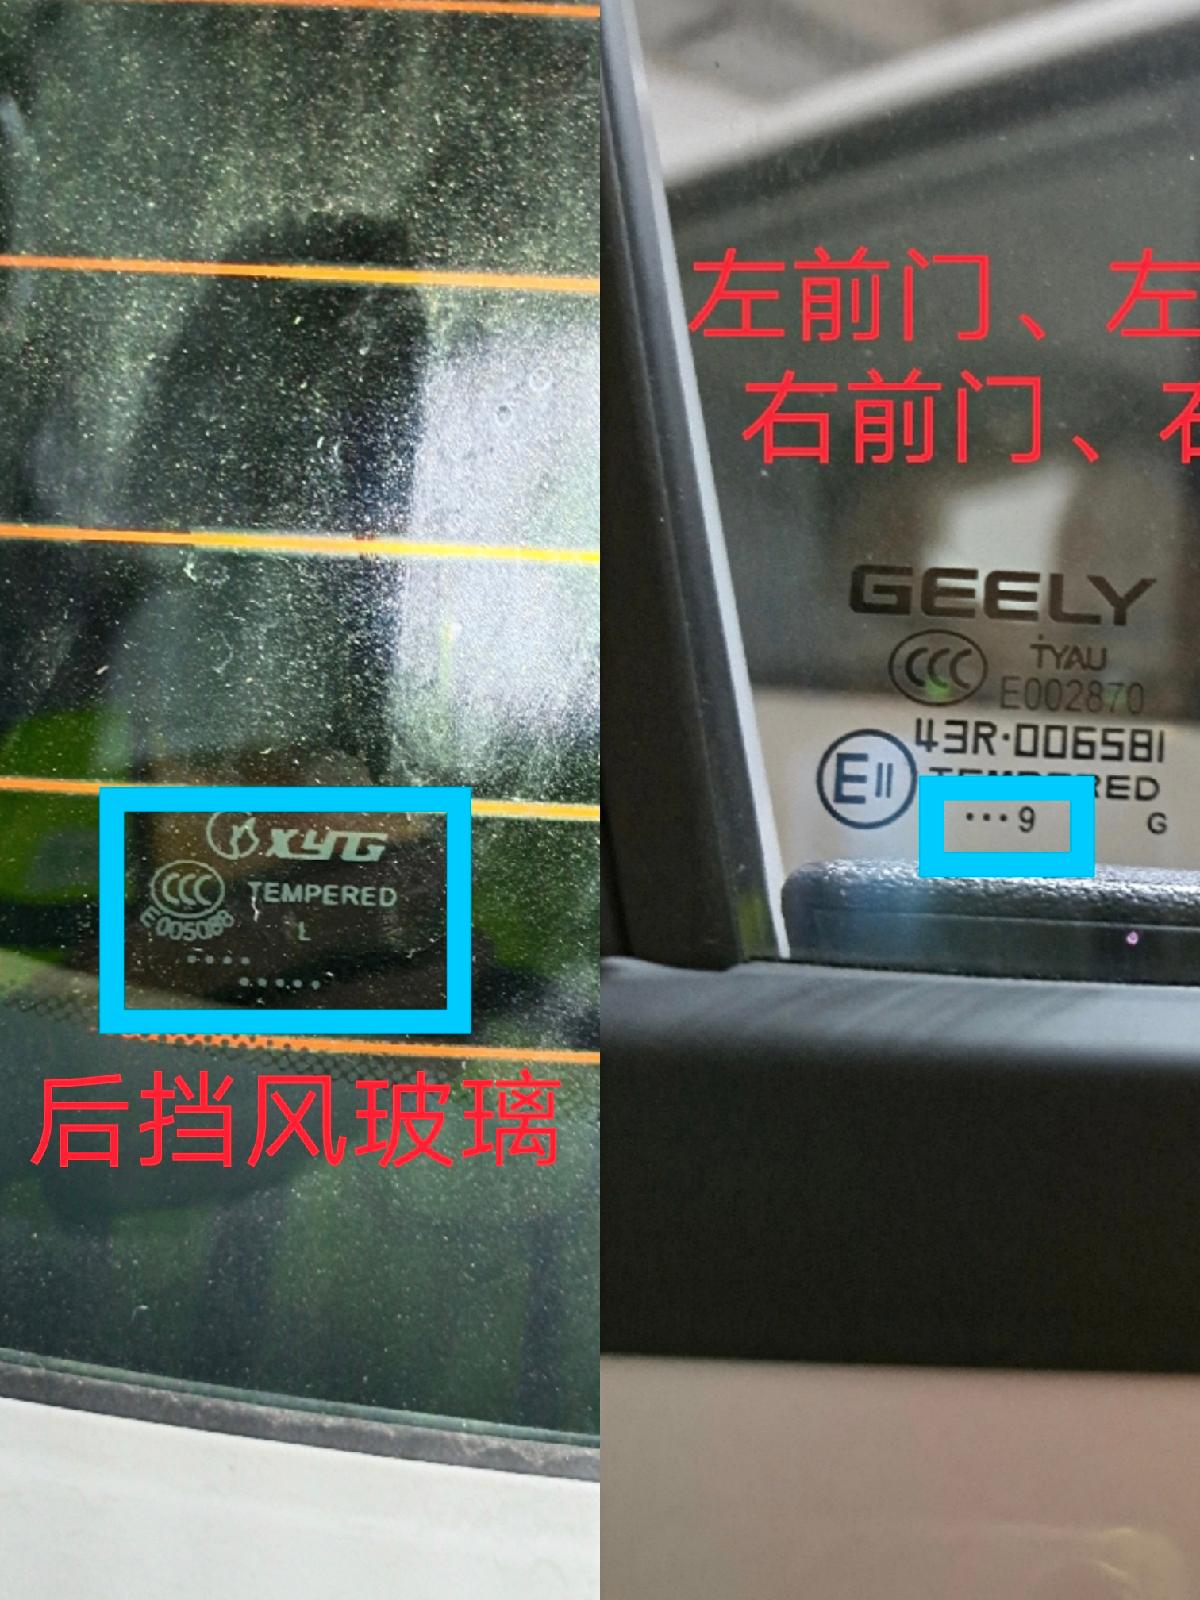 XYG
CCC
TEMPERED
E005088
L
....
.....
后挡风玻璃
左前门、左
右前门、右
GEELY
CCC
TYAU
E002870
43R·006581
E11
TEMPERED
···9
G